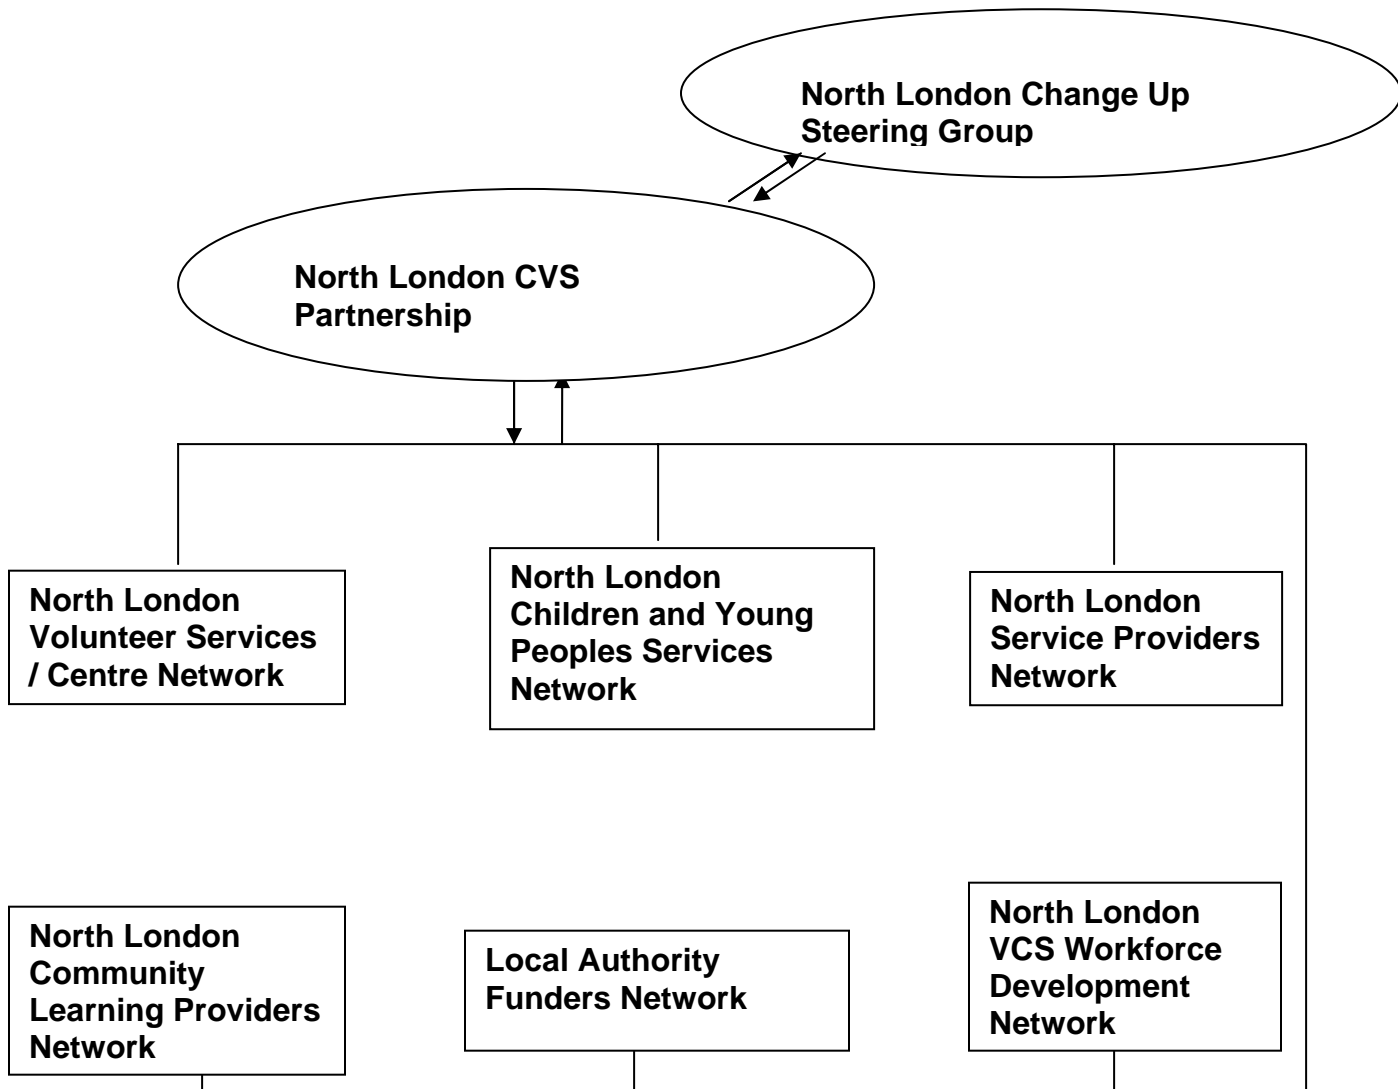 North London Change Up
Steering Group
North London CVS
Partnership
North London
Volunteer Services
/ Centre Network
North London
Children and Young
Peoples Services
Network
North London
Service Providers
Network
North London
Community
Learning Providers
Network
Local Authority
Funders Network
North London
VCS Workforce
Development
Network